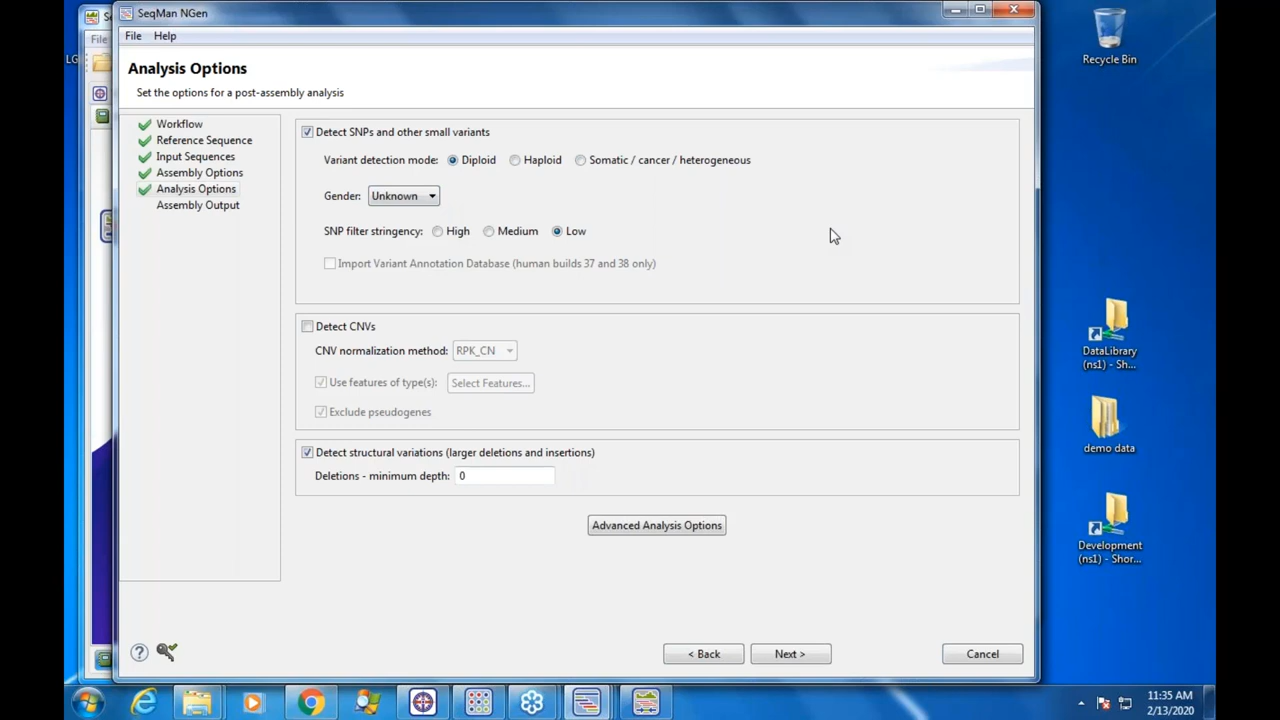 SeqMan NGen
File Help
Analysis Options
Set the options for a post-assembly analysis
Workflow
Reference Sequence
Input Sequences
Assembly Options
Analysis Options
Assembly Output
Detect SNPs and other small variants
Variant detection mode: Diploid Haploid Somatic / cancer / heterogeneous
Gender: Unknown
SNP filter stringency: High Medium Low
Import Variant Annotation Database (human builds 37 and 38 only)
Detect CNVs
CNV normalization method: RPK_CN
Use features of type(s): Select Features...
Exclude pseudogenes
Detect structural variations (larger deletions and insertions)
Deletions - minimum depth: 0
Advanced Analysis Options
< Back Next > Cancel
File
LG
Recycle Bin
DataLibrary
(ns1) - Sh...
demo data
Development
(ns1) - Shor...
11:35 AM
2/13/2020